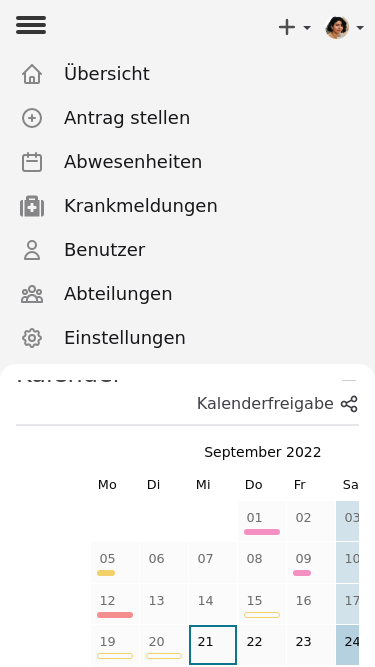 Übersicht
Antrag stellen
Abwesenheiten
Krankmeldungen
Benutzer
Abteilungen
Einstellungen
Kalender
Kalenderfreigabe
September 2022
Mo Di Mi Do Fr Sa
01 02 03
05 06 07 08 09 10
12 13 14 15 16 17
19 20 21 22 23 24